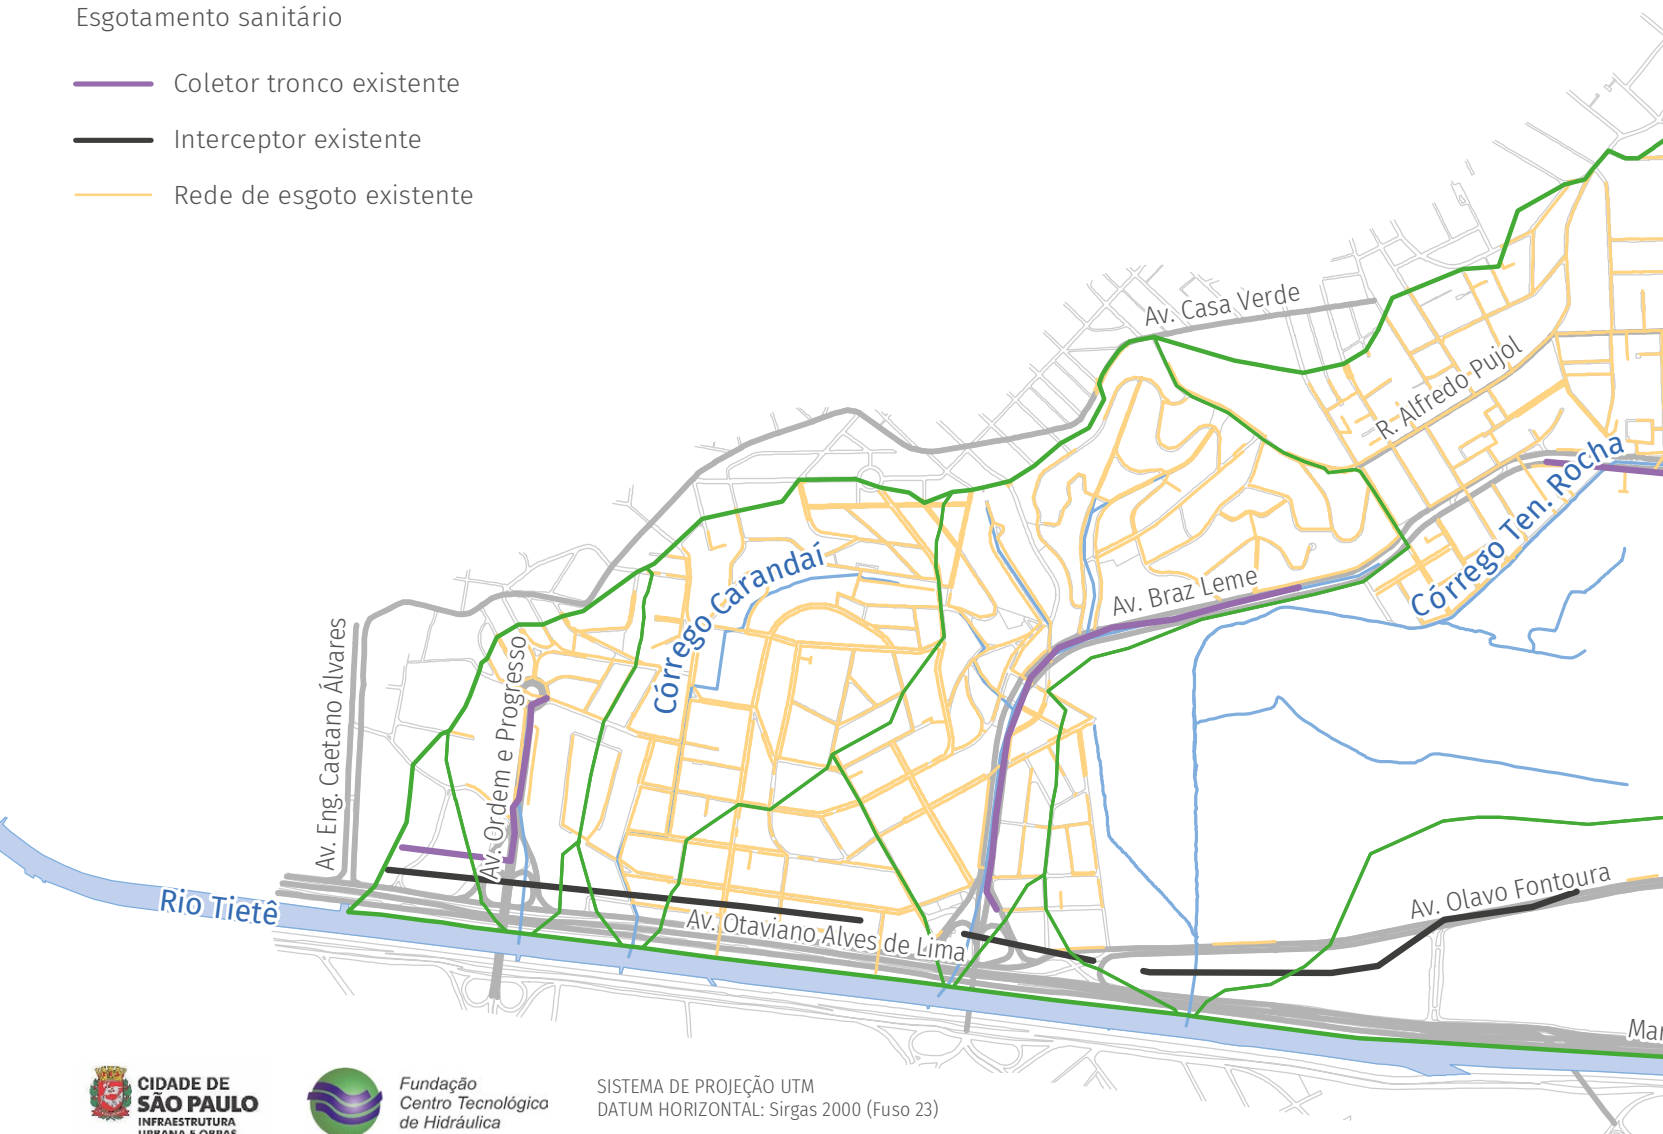 Esgotamento sanitário
Coletor tronco existente
Interceptor existente
Rede de esgoto existente
Av. Casa Verde
R. Alfredo Pujol
Córrego Ten. Rocha
Córrego Carandaí
Av. Braz Leme
Av. Eng. Caetano Álvares
Av. Ordem e Progresso
Rio Tietê
Av. Otaviano Alves de Lima
Av. Olavo Fontoura
Mar
CIDADE DE
SÃO PAULO
INFRAESTRUTURA
URBANA E OBRAS
Fundação
Centro Tecnológico
de Hidráulica
SISTEMA DE PROJEÇÃO UTM
DATUM HORIZONTAL: Sirgas 2000 (Fuso 23)